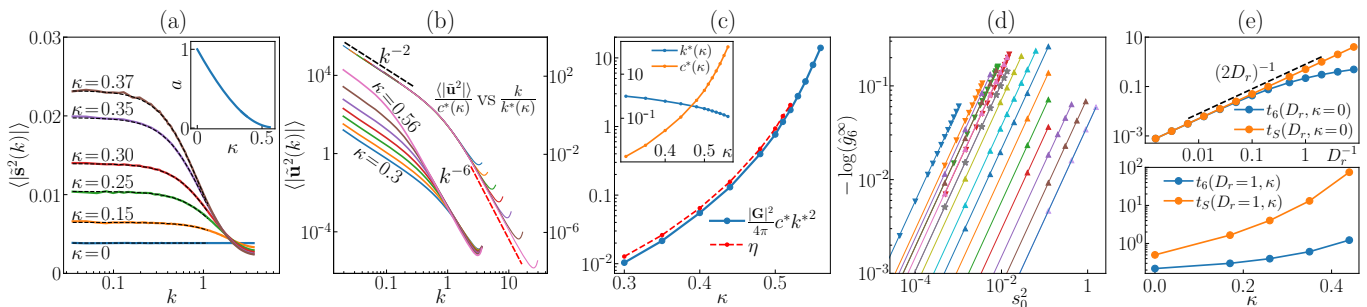 (a)
0.03
0.02
0.01
0
⟨|s̃²(k)|⟩
κ=0.37
κ=0.35
κ=0.30
κ=0.25
κ=0.15
κ=0
1
a
0
0
κ
0.5
0.1
1
k
(b)
10⁴
1
10⁻⁴
⟨|ũ²(k)|⟩
k⁻²
κ=0.56
κ=0.3
k⁻⁶
⟨|ũ²|⟩/c*(κ) vs k/k*(κ)
10²
10⁻²
10⁻⁶
0.1
1
10
k
(c)
10
1
0.1
10⁻²
⟨|ũ²(k)|⟩
k*(κ)
c*(κ)
10
10⁻¹
0.4
0.5
|G|²/4π c*k*²
η
0.3
0.4
0.5
κ
(d)
10⁻¹
10⁻²
10⁻³
−log(ĝ₆^∞)
10⁻⁴
10⁻²
1
s₀²
(e)
10
0.1
10⁻³
(2D_r)⁻¹
t₆(D_r,κ=0)
t_S(D_r,κ=0)
0.01
0.1
1
D_r⁻¹
10²
10¹
10⁰
t₆(D_r=1,κ)
t_S(D_r=1,κ)
0.0
0.2
0.4
κ